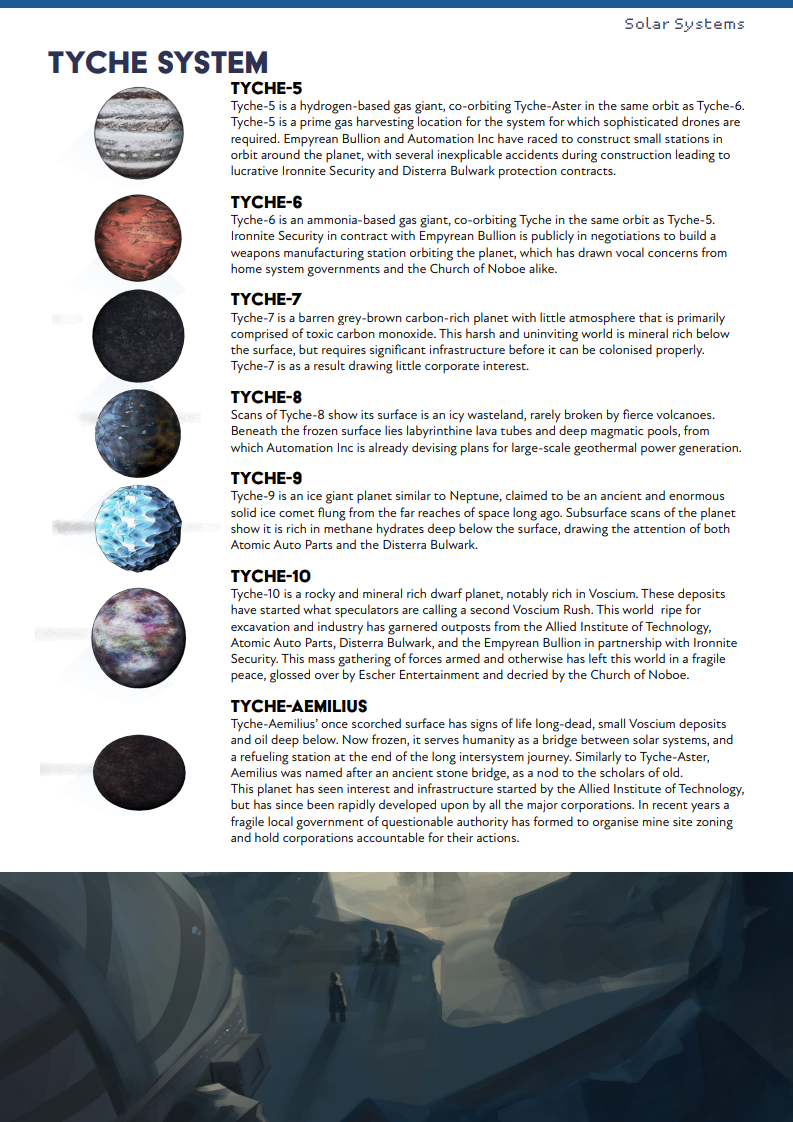 Solar Systems
TYCHE SYSTEM
TYCHE-5
Tyche-5 is a hydrogen-based gas giant, co-orbiting Tyche-Aster in the same orbit as Tyche-6.
Tyche-5 is a prime gas harvesting location for the system for which sophisticated drones are
required. Empyrean Bullion and Automation Inc have raced to construct small stations in
orbit around the planet, with several inexplicable accidents during construction leading to
lucrative Ironnite Security and Disterra Bulwark protection contracts.
TYCHE-6
Tyche-6 is an ammonia-based gas giant, co-orbiting Tyche in the same orbit as Tyche-5.
Ironnite Security in contract with Empyrean Bullion is publicly in negotiations to build a
weapons manufacturing station orbiting the planet, which has drawn vocal concerns from
home system governments and the Church of Noboe alike.
TYCHE-7
Tyche-7 is a barren grey-brown carbon-rich planet with little atmosphere that is primarily
comprised of toxic carbon monoxide. This harsh and uninviting world is mineral rich below
the surface, but requires significant infrastructure before it can be colonised properly.
Tyche-7 is as a result drawing little corporate interest.
TYCHE-8
Scans of Tyche-8 show its surface is an icy wasteland, rarely broken by fierce volcanoes.
Beneath the frozen surface lies labyrinthine lava tubes and deep magmatic pools, from
which Automation Inc is already devising plans for large-scale geothermal power generation.
TYCHE-9
Tyche-9 is an ice giant planet similar to Neptune, claimed to be an ancient and enormous
solid ice comet flung from the far reaches of space long ago. Subsurface scans of the planet
show it is rich in methane hydrates deep below the surface, drawing the attention of both
Atomic Auto Parts and the Disterra Bulwark.
TYCHE-10
Tyche-10 is a rocky and mineral rich dwarf planet, notably rich in Voscium. These deposits
have started what speculators are calling a second Voscium Rush. This world  ripe for
excavation and industry has garnered outposts from the Allied Institute of Technology,
Atomic Auto Parts, Disterra Bulwark, and the Empyrean Bullion in partnership with Ironnite
Security. This mass gathering of forces armed and otherwise has left this world in a fragile
peace, glossed over by Escher Entertainment and decried by the Church of Noboe.
TYCHE-AEMILIUS
Tyche-Aemilius' once scorched surface has signs of life long-dead, small Voscium deposits
and oil deep below. Now frozen, it serves humanity as a bridge between solar systems, and
a refueling station at the end of the long intersystem journey. Similarly to Tyche-Aster,
Aemilius was named after an ancient stone bridge, as a nod to the scholars of old.
This planet has seen interest and infrastructure started by the Allied Institute of Technology,
but has since been rapidly developed upon by all the major corporations. In recent years a
fragile local government of questionable authority has formed to organise mine site zoning
and hold corporations accountable for their actions.